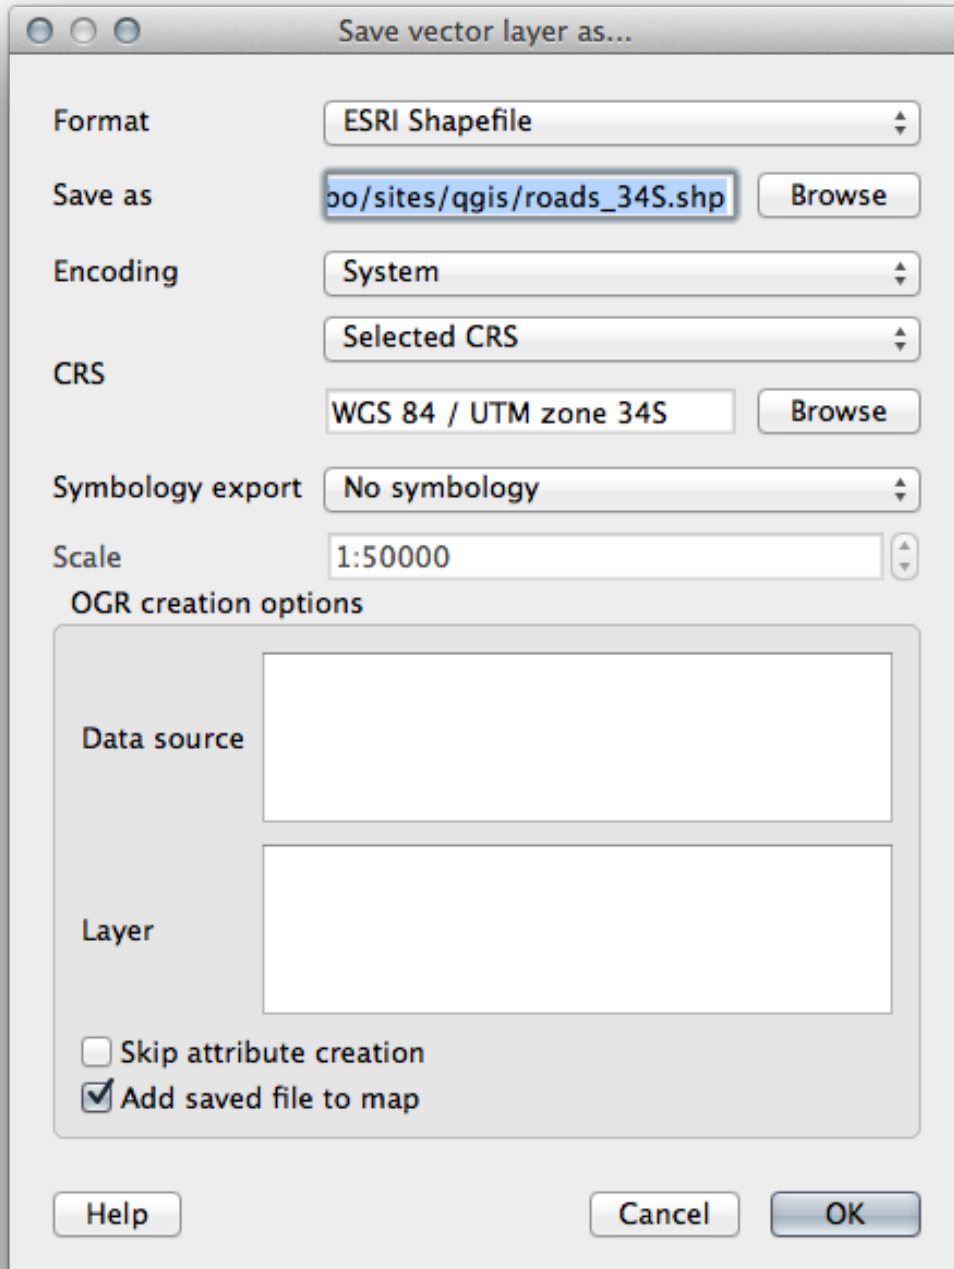 Save vector layer as...
Format ESRI Shapefile
Save as bo/sites/qgis/roads_34S.shp Browse
Encoding System
Selected CRS
CRS
WGS 84 / UTM zone 34S Browse
Symbology export No symbology
Scale 1:50000
OGR creation options
Data source
Layer
Skip attribute creation
Add saved file to map
Help Cancel OK